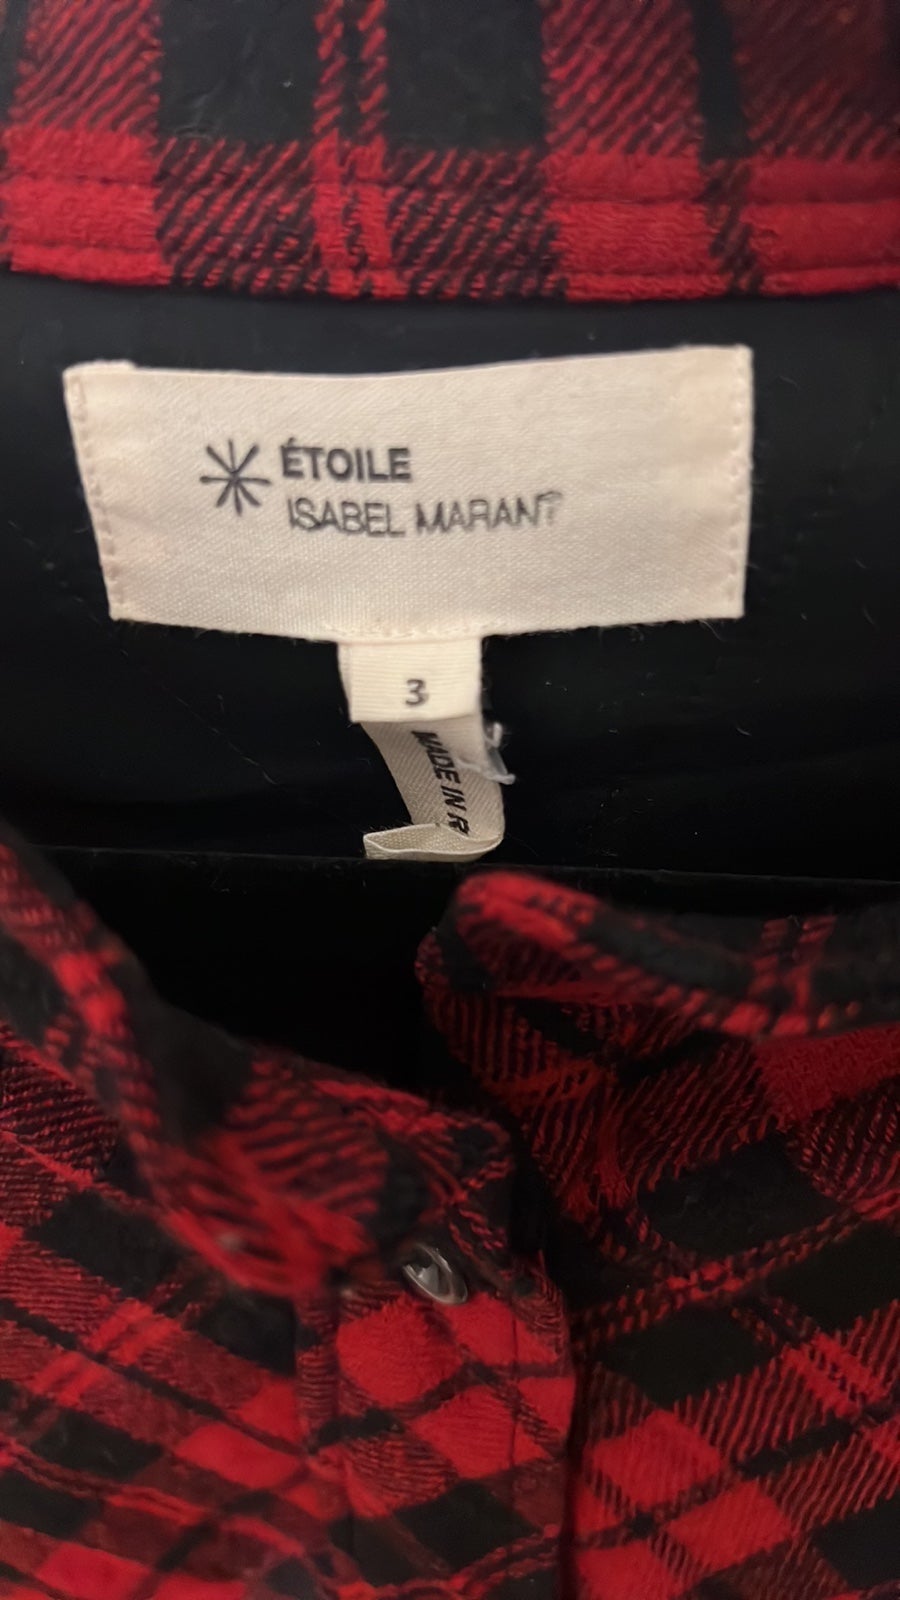 ÉTOILE
ISABEL MARANT
3
MADE IN R